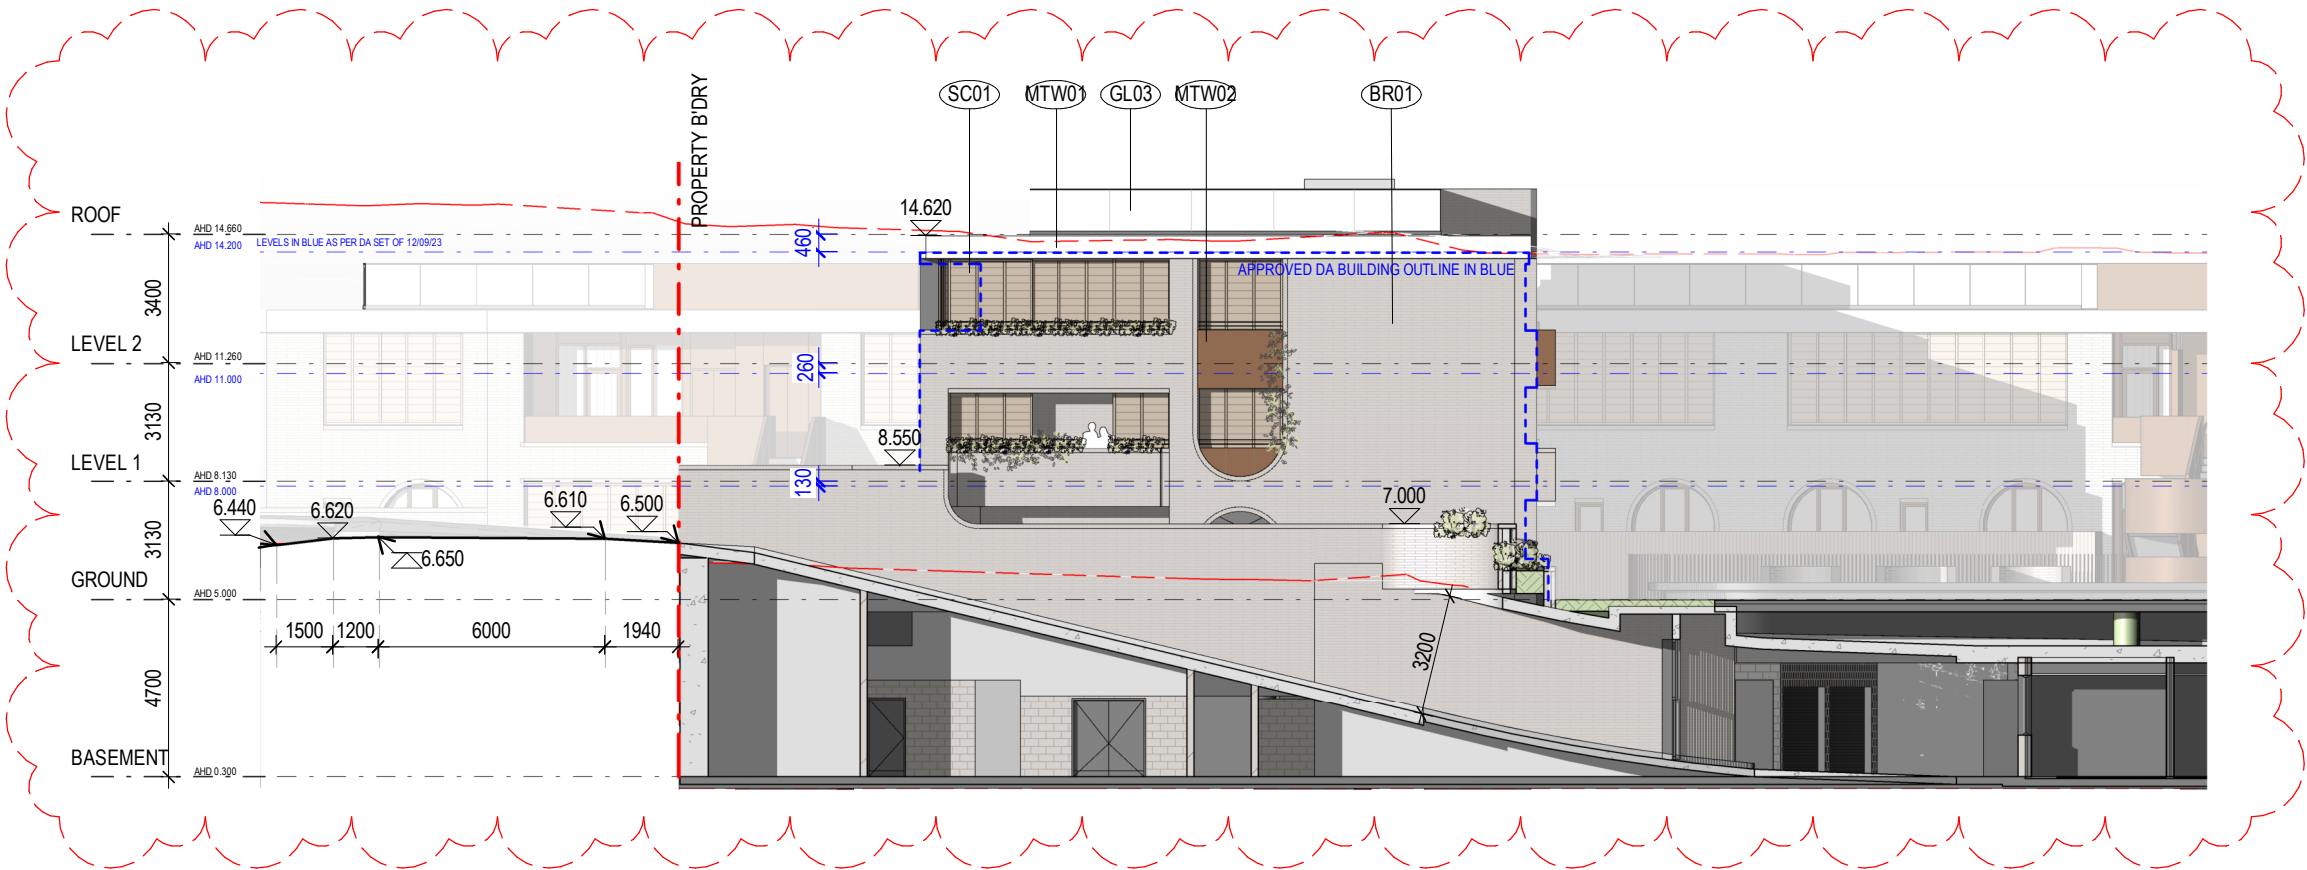 SC01 MTW01 GL03 MTW02 BR01
PROPERTY B'DRY
ROOF
AHD 14.660
AHD 14.200
LEVELS IN BLUE AS PER DA SET OF 12/09/23
460
14.620
APPROVED DA BUILDING OUTLINE IN BLUE
3400
LEVEL 2
AHD 11.260
AHD 11.000
260
3130
8.550
LEVEL 1
AHD 8.130
AHD 8.000
130
6.440
6.620
6.610
6.500
7.000
3130
6.650
GROUND
AHD 5.000
1500
1200
6000
1940
3200
4700
BASEMENT
AHD 0.300